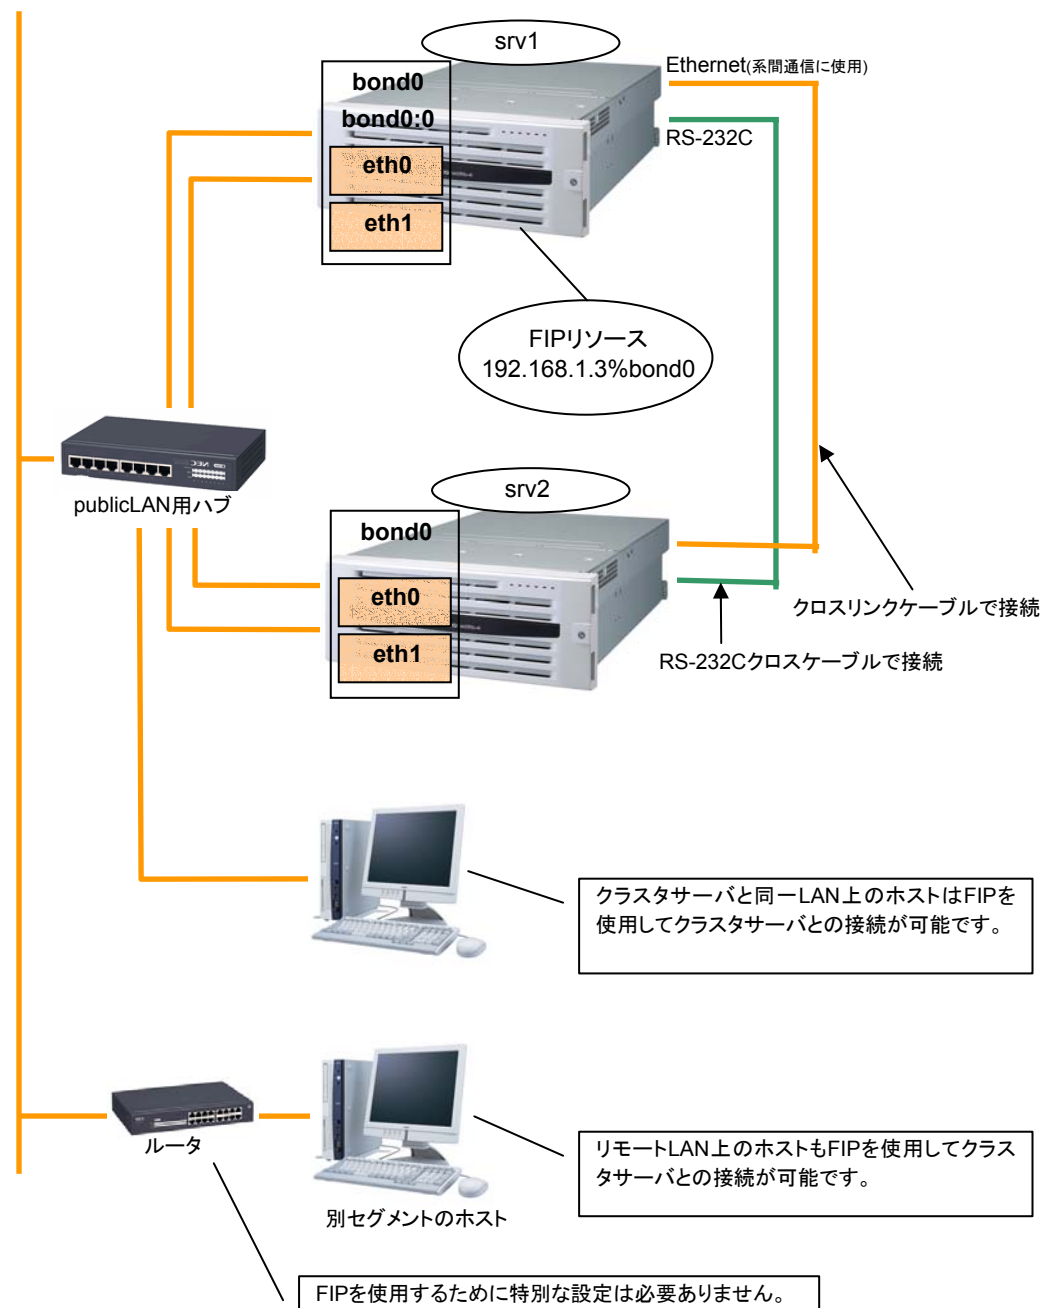 srv1
Ethernet(系間通信に使用)
bond0
bond0:0
RS-232C
eth0
eth1
FIPリソース
192.168.1.3%bond0
NEC
publicLAN用ハブ
srv2
bond0
eth0
eth1
クロスリンクケーブルで接続
RS-232Cクロスケーブルで接続
クラスタサーバと同一LAN上のホストはFIPを
使用してクラスタサーバとの接続が可能です。
ルータ
リモートLAN上のホストもFIPを使用してクラス
タサーバとの接続が可能です。
別セグメントのホスト
FIPを使用するために特別な設定は必要ありません。